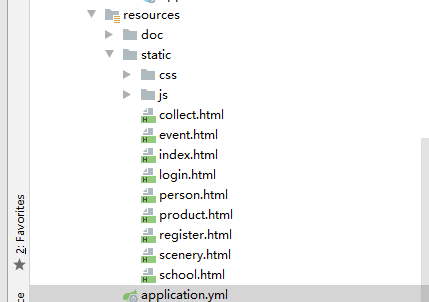 resources
doc
static
css
js
collect.html
event.html
index.html
login.html
person.html
product.html
register.html
scenery.html
school.html
application.yml
2: Favorites